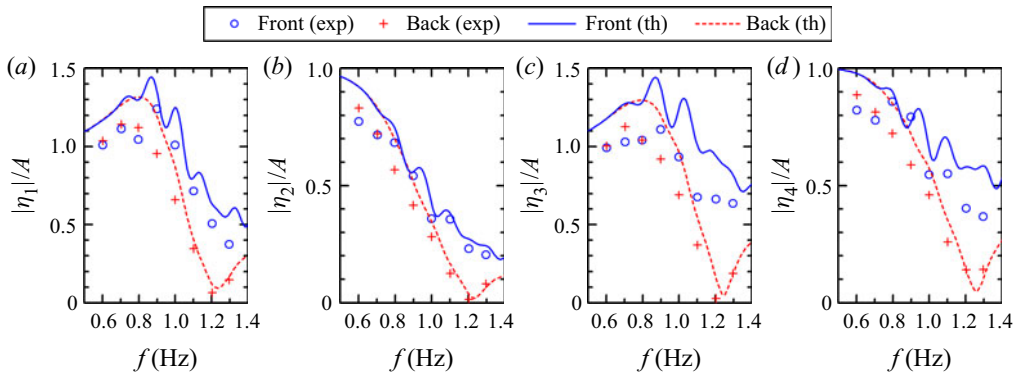 Front (exp) Back (exp) Front (th) Back (th)
(a) (b) (c) (d)
1.5 1.0 1.5 1.0
1.0 0.5 1.0 0.5
0.5 0.5
0 0 0 0
|η1|/A |η2|/A |η3|/A |η4|/A
0.6 0.8 1.0 1.2 1.4 0.6 0.8 1.0 1.2 1.4 0.6 0.8 1.0 1.2 1.4 0.6 0.8 1.0 1.2 1.4
f (Hz) f (Hz) f (Hz) f (Hz)